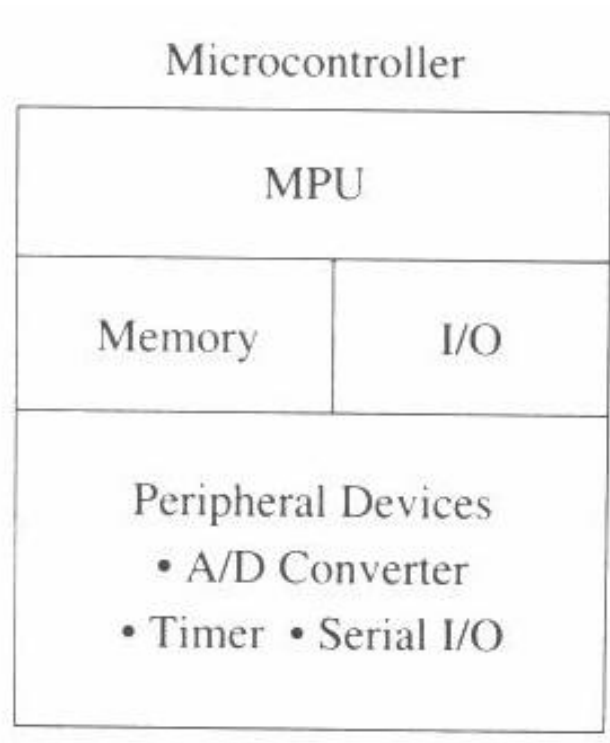 Microcontroller
MPU
Memory I/O
Peripheral Devices
• A/D Converter
• Timer • Serial I/O